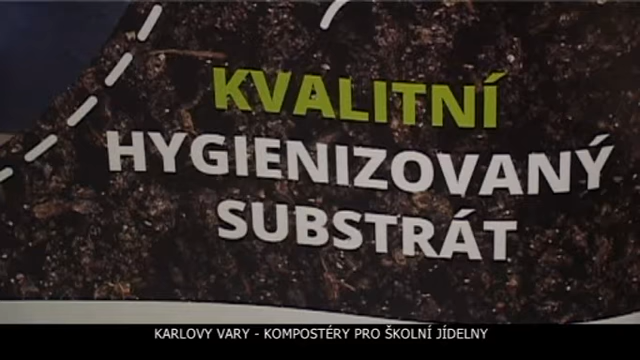 KVALITNÍ
HYGIENIZOVANÝ
SUBSTRÁT
KARLOVY VARY - KOMPOSTÉRY PRO ŠKOLNÍ JÍDELNY